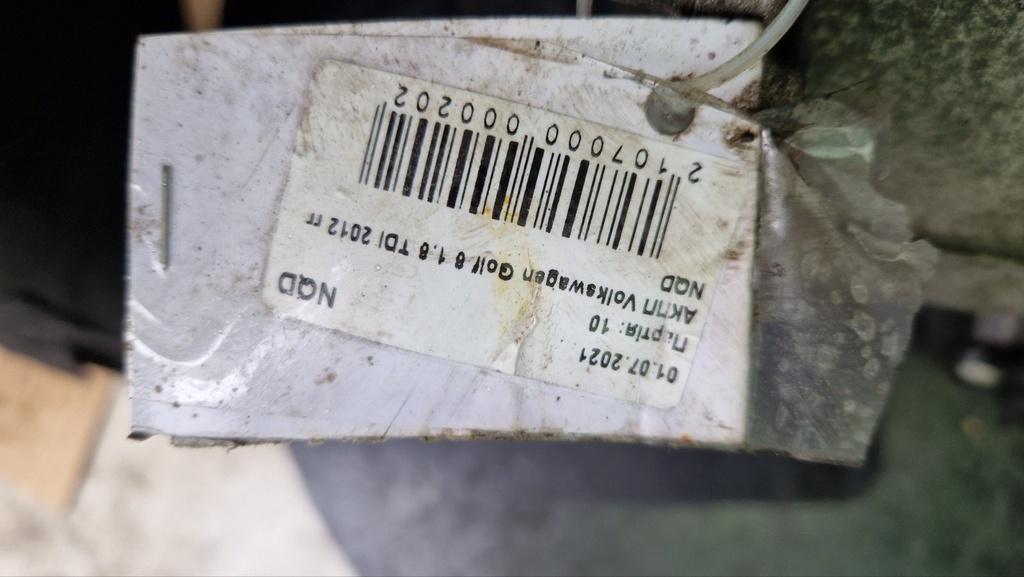 01.07.2021
Партія: 10
АКПП Volkswagen Golf 6 1.6 TDI 2012 гг
NQD
NQD
2 107000 000202